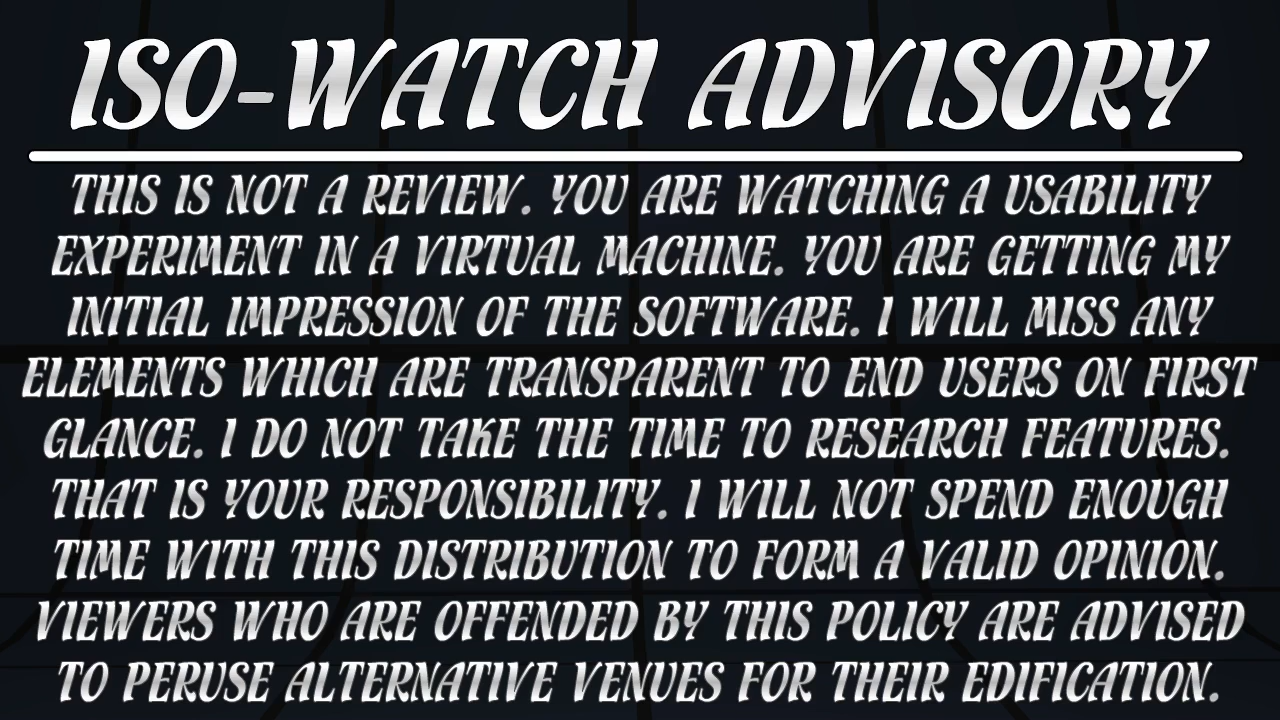 ISO-WATCH ADVISORY
THIS IS NOT A REVIEW. YOU ARE WATCHING A USABILITY
EXPERIMENT IN A VIRTUAL MACHINE. YOU ARE GETTING MY
INITIAL IMPRESSION OF THE SOFTWARE. I WILL MISS ANY
ELEMENTS WHICH ARE TRANSPARENT TO END USERS ON FIRST
GLANCE. I DO NOT TAKE THE TIME TO RESEARCH FEATURES.
THAT IS YOUR RESPONSIBILITY. I WILL NOT SPEND ENOUGH
TIME WITH THIS DISTRIBUTION TO FORM A VALID OPINION.
VIEWERS WHO ARE OFFENDED BY THIS POLICY ARE ADVISED
TO PERUSE ALTERNATIVE VENUES FOR THEIR EDIFICATION.